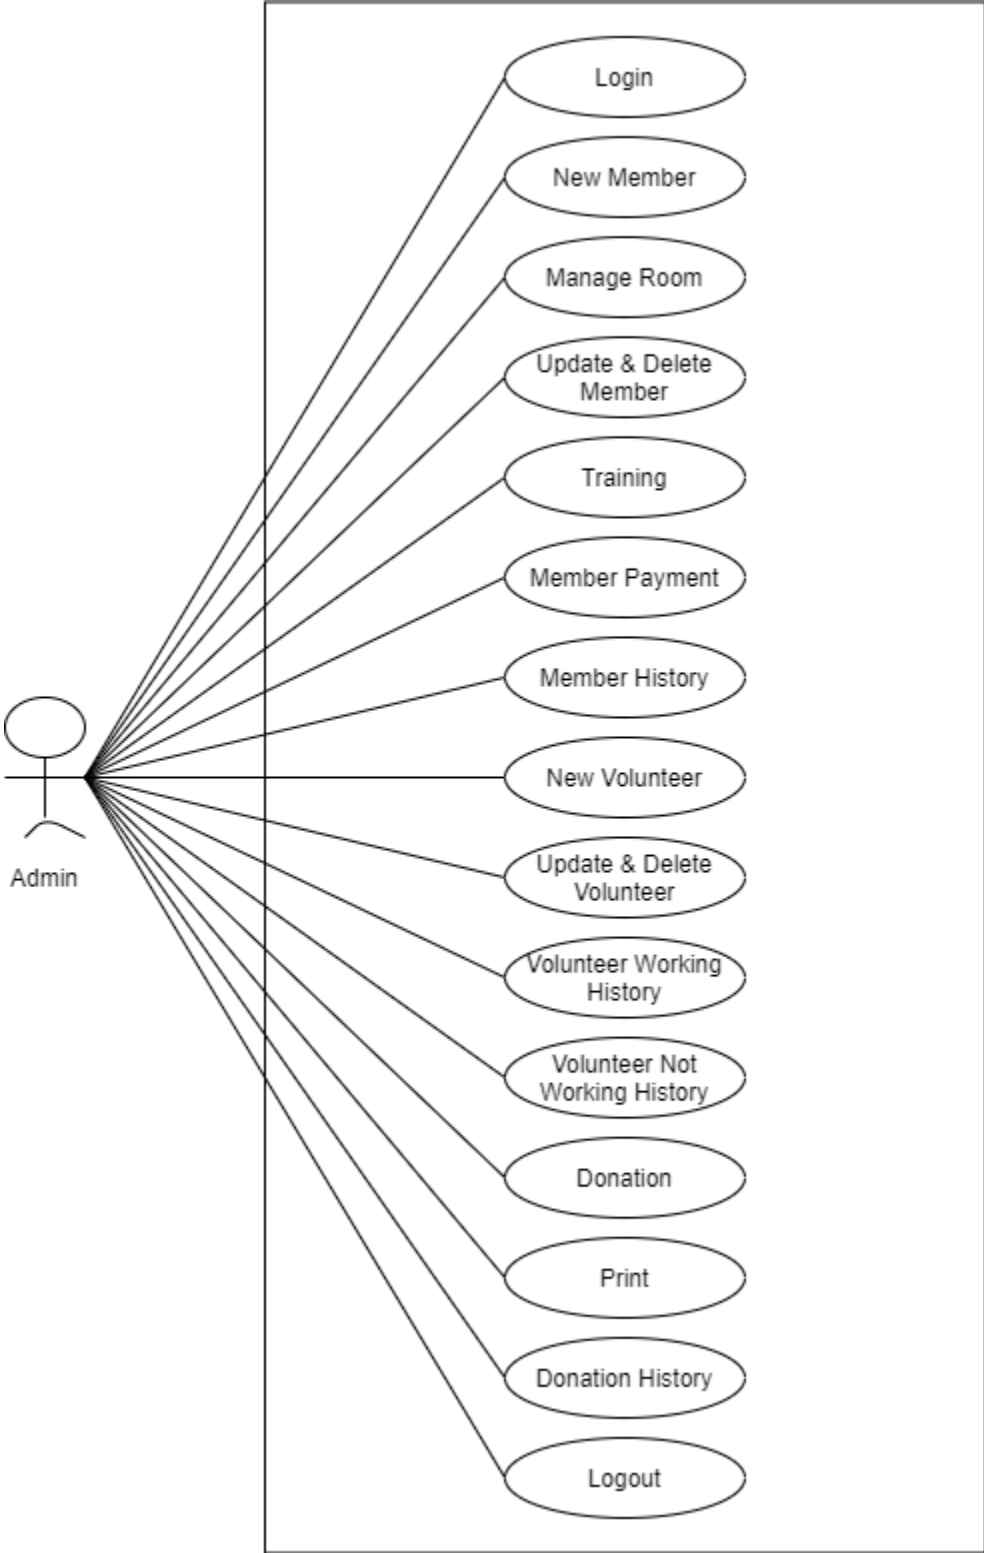 Login
New Member
Manage Room
Update & Delete
Member
Training
Member Payment
Member History
New Volunteer
Admin
Update & Delete
Volunteer
Volunteer Working
History
Volunteer Not
Working History
Donation
Print
Donation History
Logout